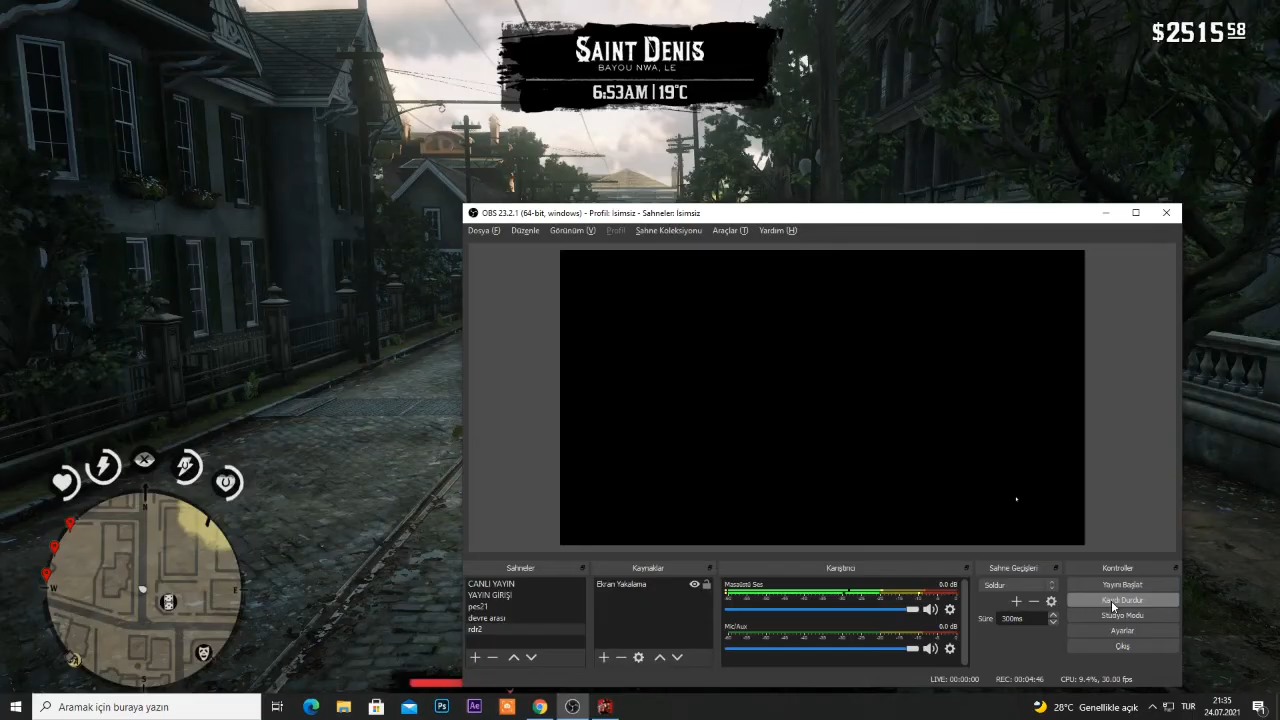 SAINT DENIS
BAYOU NWA, LE
6:53AM | 19°C
$2515 58
OBS 23.2.1 (64-bit, windows) - Profil: İsimsiz - Sahneler: İsimsiz
Dosya (F) Düzenle Görünüm (V) Profil Sahne Koleksiyonu Araçlar (T) Yardım (H)
N
W
E
S
Sahneler
CANLI YAYIN
YAYIN GİRİŞİ
pes21
devre arası
rdr2
Kaynaklar
Ekran Yakalama
Karıştırıcı
Masaüstü Ses 0.0 dB
Mic/Aux 0.0 dB
Sahne Geçişleri
Soldur
Süre 300ms
Kontroller
Yayını Başlat
Kaydı Durdur
Stüdyo Modu
Ayarlar
Çıkış
LIVE: 00:00:00 REC: 00:04:46 CPU: 9.4%, 30.00 fps
Aramak için buraya yazın
Ps
Ae
28°C Genellikle açık
TUR
21:35
24.07.2021
1